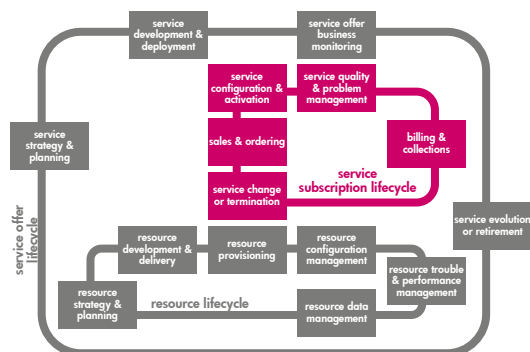 service
development &
deployment
service offer
business
monitoring
service
configuration &
activation
service quality
& problem
management
service
strategy &
planning
sales & ordering
billing &
collections
service
subscription lifecycle
service change
or termination
service offer
lifecycle
service evolution
or retirement
resource
development &
delivery
resource
provisioning
resource
configuration
management
resource trouble
& performance
management
resource
strategy &
planning
resource lifecycle
resource data
management